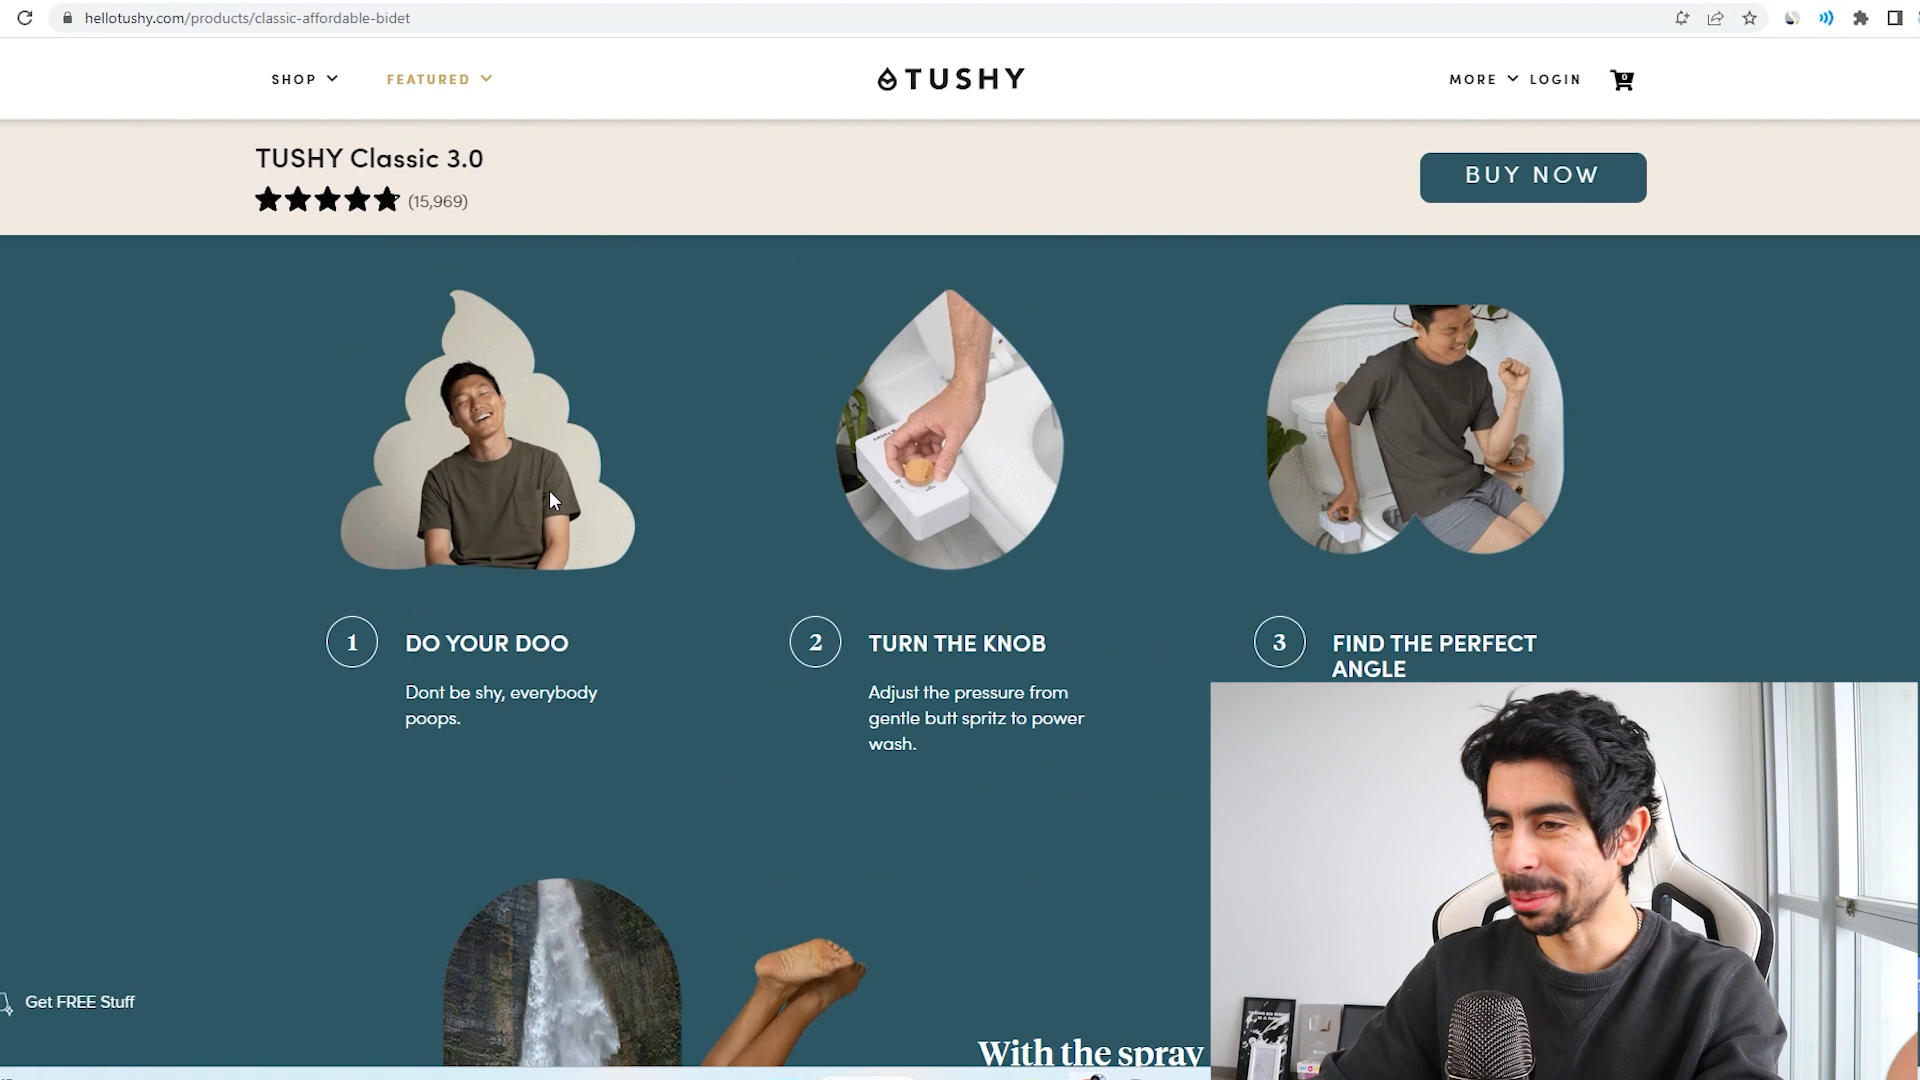 hellotushy.com/products/classic-affordable-bidet
SHOP
FEATURED
TUSHY
MORE
LOGIN
0
TUSHY Classic 3.0
(15,969)
BUY NOW
1
DO YOUR DOO
Dont be shy, everybody
poops.
2
TURN THE KNOB
Adjust the pressure from
gentle butt spritz to power
wash.
3
FIND THE PERFECT
ANGLE
Get FREE Stuff
With the spray